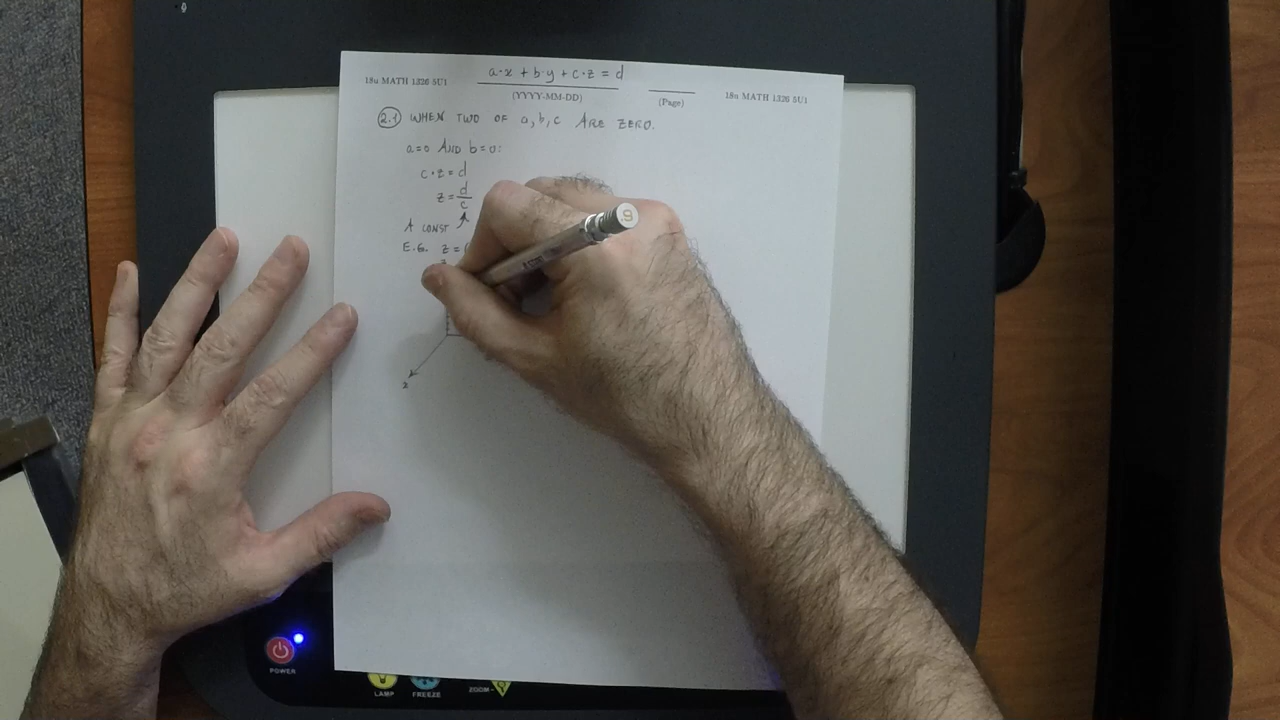 a·x + b·y + c·z = d
18u MATH 1326 5U1
(YYYY-MM-DD)
(Page)
18u MATH 1326 5U1
2.1 WHEN TWO OF a, b, c ARE ZERO.
a=0 AND b=0:
c·z=d
z=d/c
A CONST
E.G. z=
z
x
.9
POWER
LAMP
FREEZE
ZOOM -